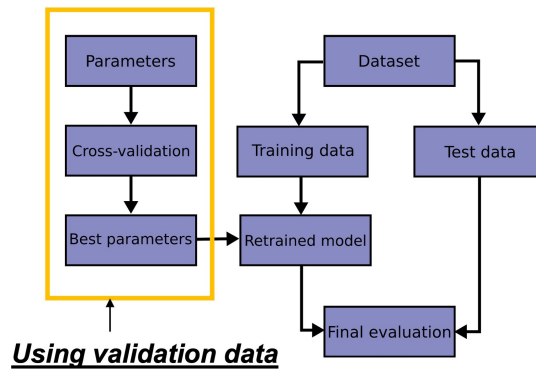 Parameters
Dataset
Cross-validation
Training data
Test data
Best parameters
Retrained model
Final evaluation
Using validation data